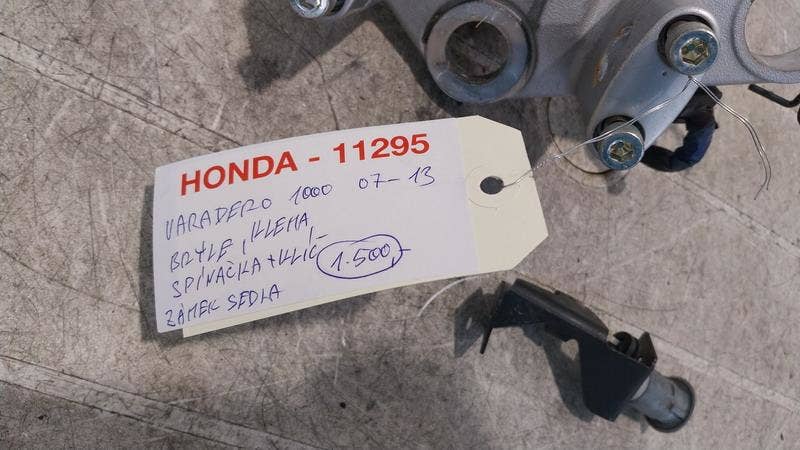 HONDA - 11295
VARADERO 1000 07-13
BRÝLE, KLEMA,
SPÍNAČKA + KLÍČ 1.500,-
ZÁMEK SEDLA